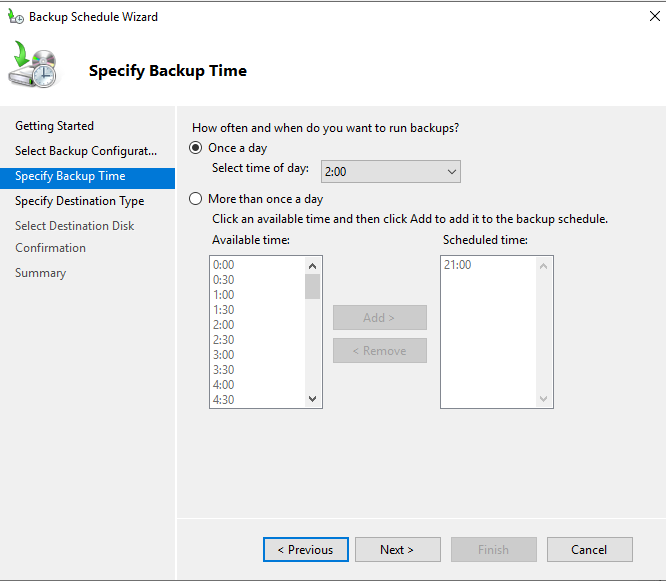 Backup Schedule Wizard
Specify Backup Time
Getting Started
Select Backup Configurat...
Specify Backup Time
Specify Destination Type
Select Destination Disk
Confirmation
Summary
How often and when do you want to run backups?
Once a day
Select time of day: 2:00
More than once a day
Click an available time and then click Add to add it to the backup schedule.
Available time:
0:00
0:30
1:00
1:30
2:00
2:30
3:00
3:30
4:00
4:30
Add >
< Remove
Scheduled time:
21:00
< Previous
Next >
Finish
Cancel